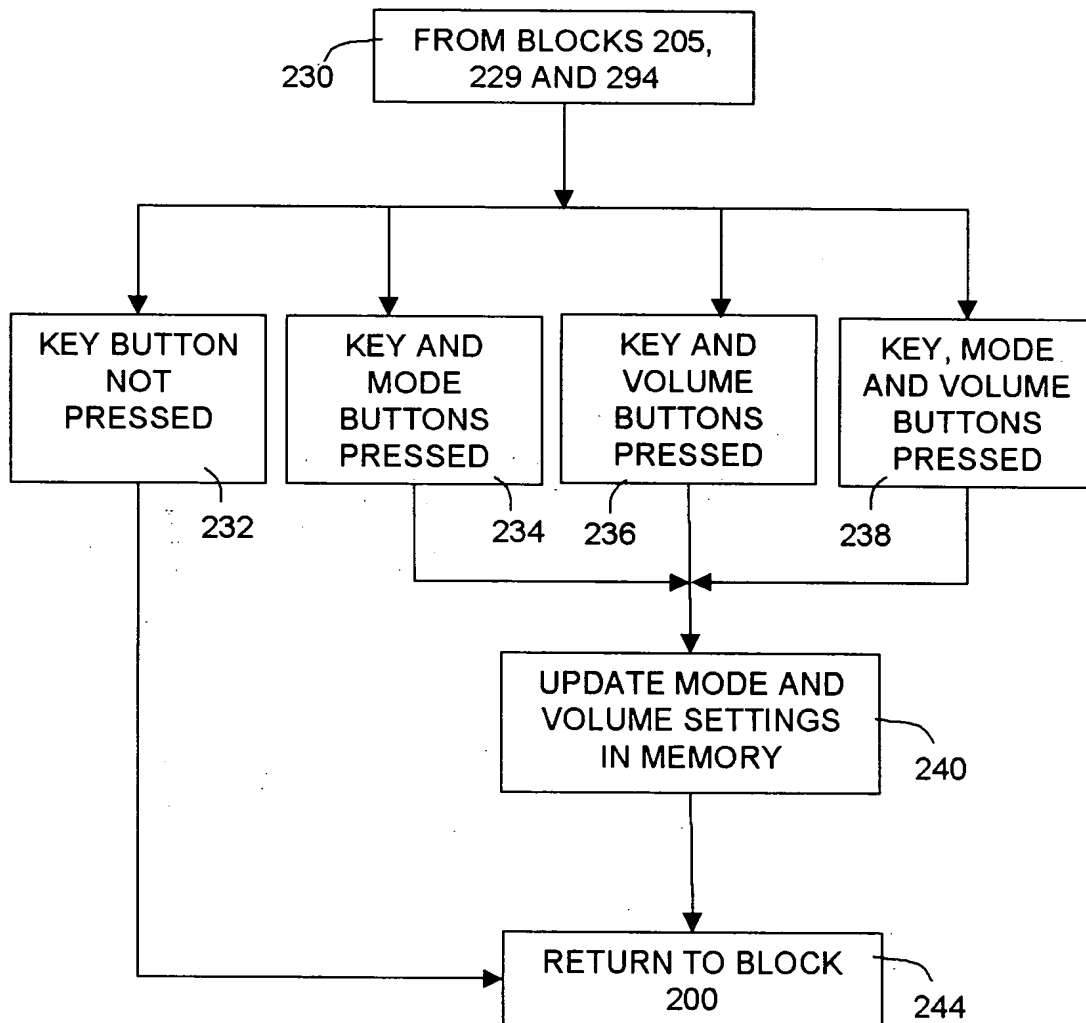 FROM BLOCKS 205,
229 AND 294
230
KEY BUTTON
NOT
PRESSED
232
KEY AND
MODE
BUTTONS
PRESSED
234
KEY AND
VOLUME
BUTTONS
PRESSED
236
KEY, MODE
AND VOLUME
BUTTONS
PRESSED
238
UPDATE MODE AND
VOLUME SETTINGS
IN MEMORY
240
RETURN TO BLOCK
200
244